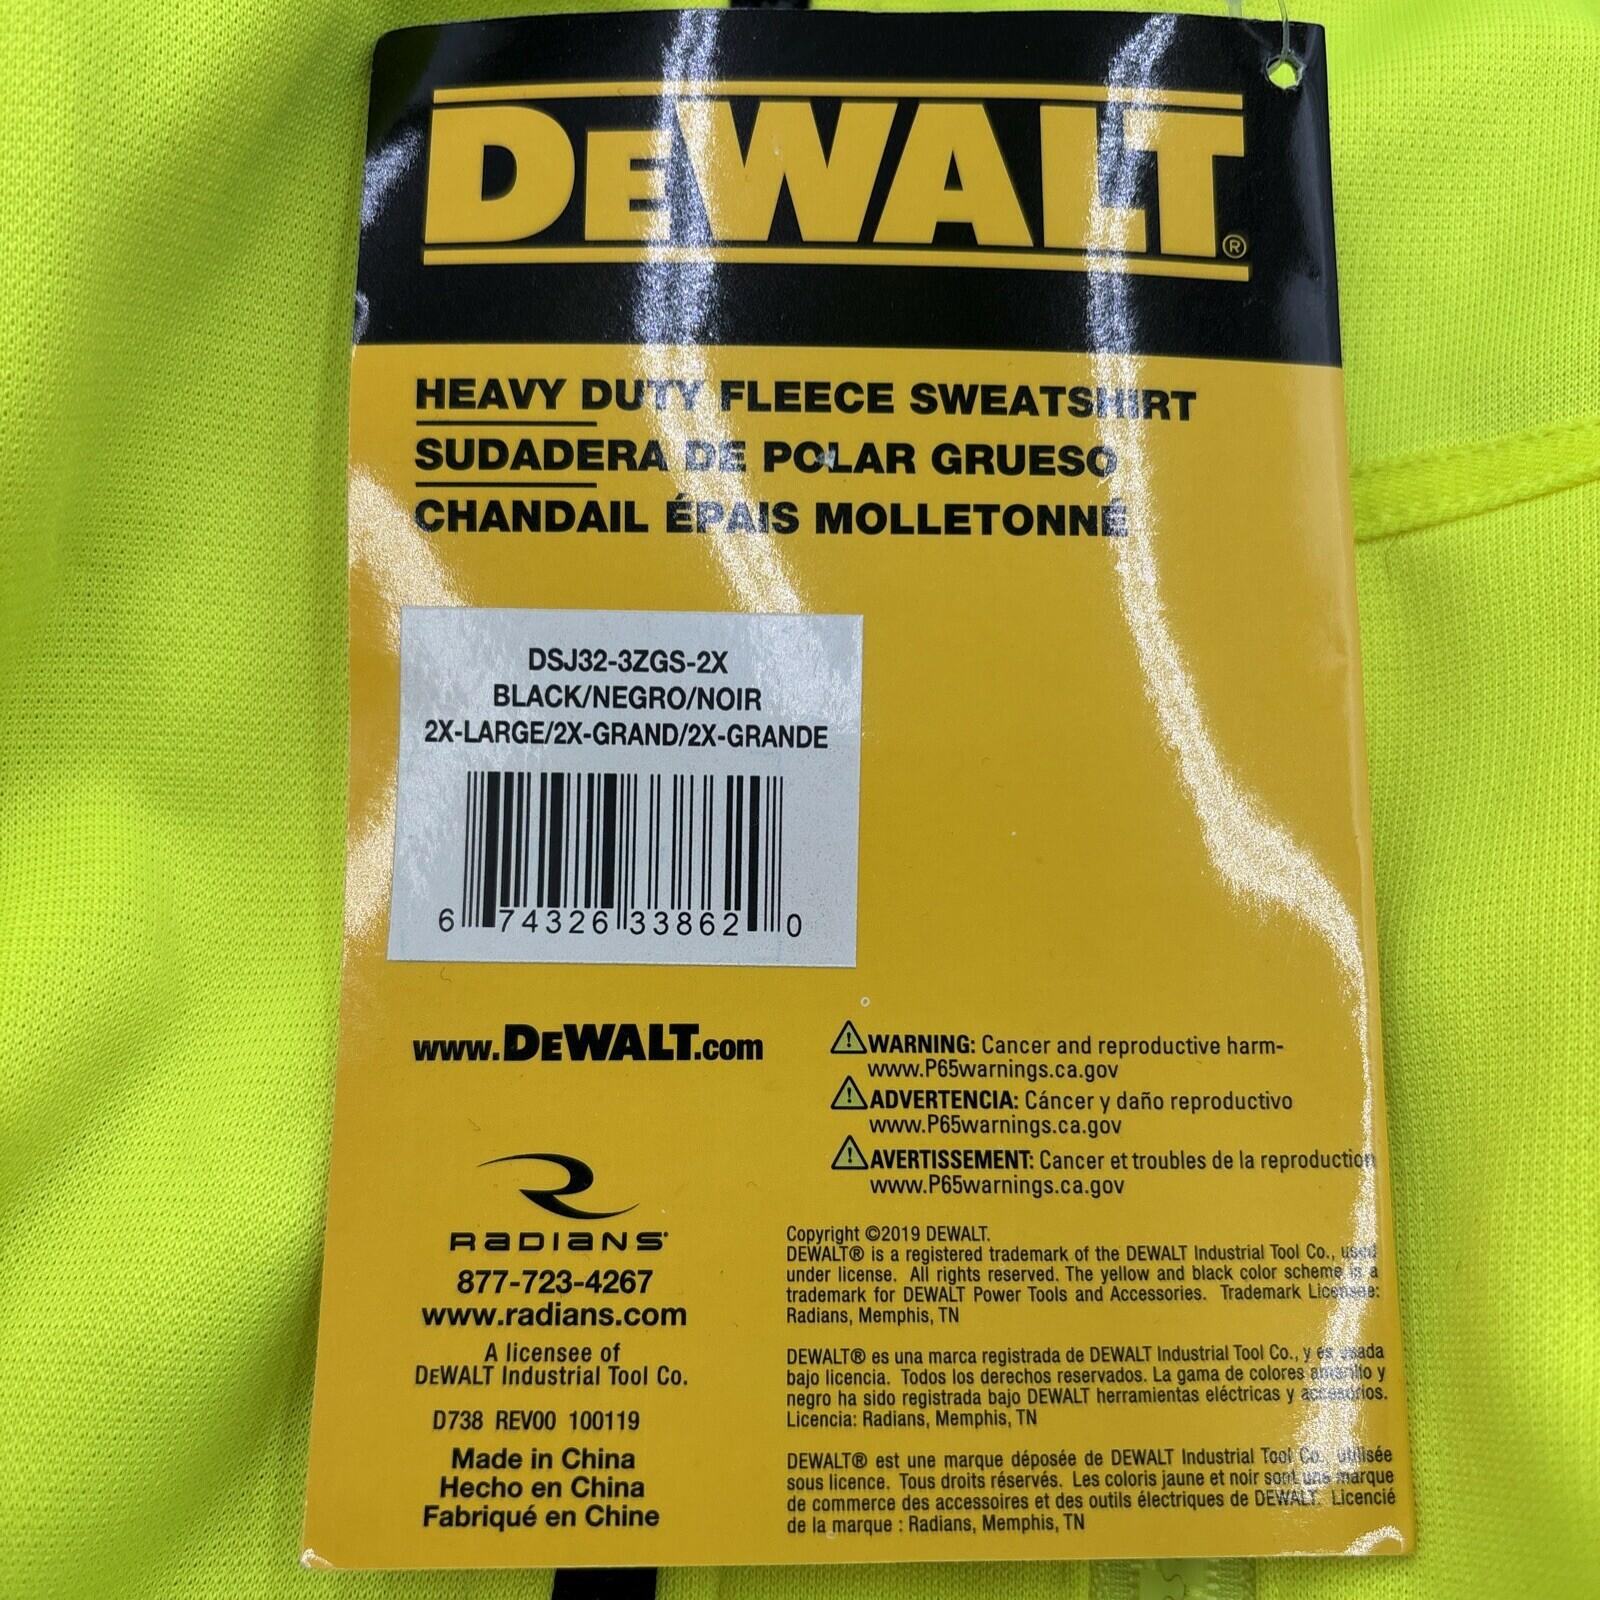 DEWALT®
HEAVY DUTY FLEECE SWEATSHIRT
SUDADERA DE POLAR GRUESO
CHANDAIL ÉPAIS MOLLETONNÉ
DSJ32-3ZGS-2X
BLACK/NEGRO/NOIR
2X-LARGE/2X-GRAND/2X-GRANDE
6 74326 33862 0
www.DEWALT.com
RADIANS®
877-723-4267
www.radians.com
A licensee of
DEWALT Industrial Tool Co.
D738 REV00 100119
Made in China
Hecho en China
Fabriqué en Chine
WARNING: Cancer and reproductive harm-
www.P65warnings.ca.gov
ADVERTENCIA: Cáncer y daño reproductivo
www.P65warnings.ca.gov
AVERTISSEMENT: Cancer et troubles de la reproduction
www.P65warnings.ca.gov
Copyright ©2019 DEWALT.
DEWALT® is a registered trademark of the DEWALT Industrial Tool Co., used
under license. All rights reserved. The yellow and black color scheme is a
trademark for DEWALT Power Tools and Accessories. Trademark Licensee:
Radians, Memphis, TN
DEWALT® es una marca registrada de DEWALT Industrial Tool Co., y es usada
bajo licencia. Todos los derechos reservados. La gama de colores amarillo y
negro ha sido registrada bajo DEWALT herramientas eléctricas y accesorios.
Licencia: Radians, Memphis, TN
DEWALT® est une marque déposée de DEWALT Industrial Tool Co. utilisée
sous licence. Tous droits réservés. Les coloris jaune et noir sont une marque
de commerce des accessoires et des outils électriques de DEWALT. Licencié
de la marque : Radians, Memphis, TN